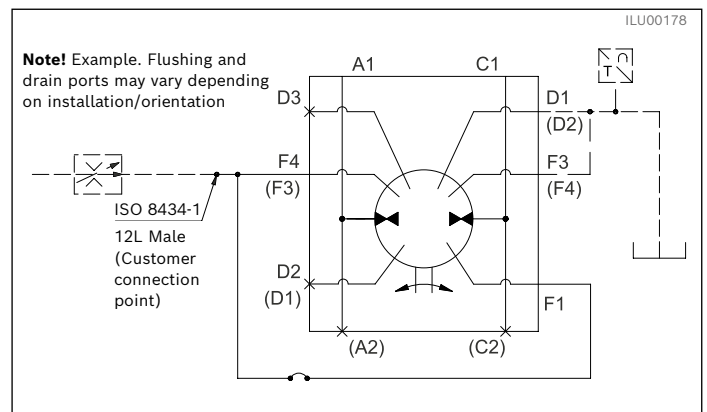 ILU00178
Note! Example. Flushing and
drain ports may vary depending
on installation/orientation
A1
C1
D3
D1
(D2)
F4
(F3)
F3
(F4)
ISO 8434-1
12L Male
(Customer
connection
point)
D2
(D1)
F1
(A2)
(C2)
T